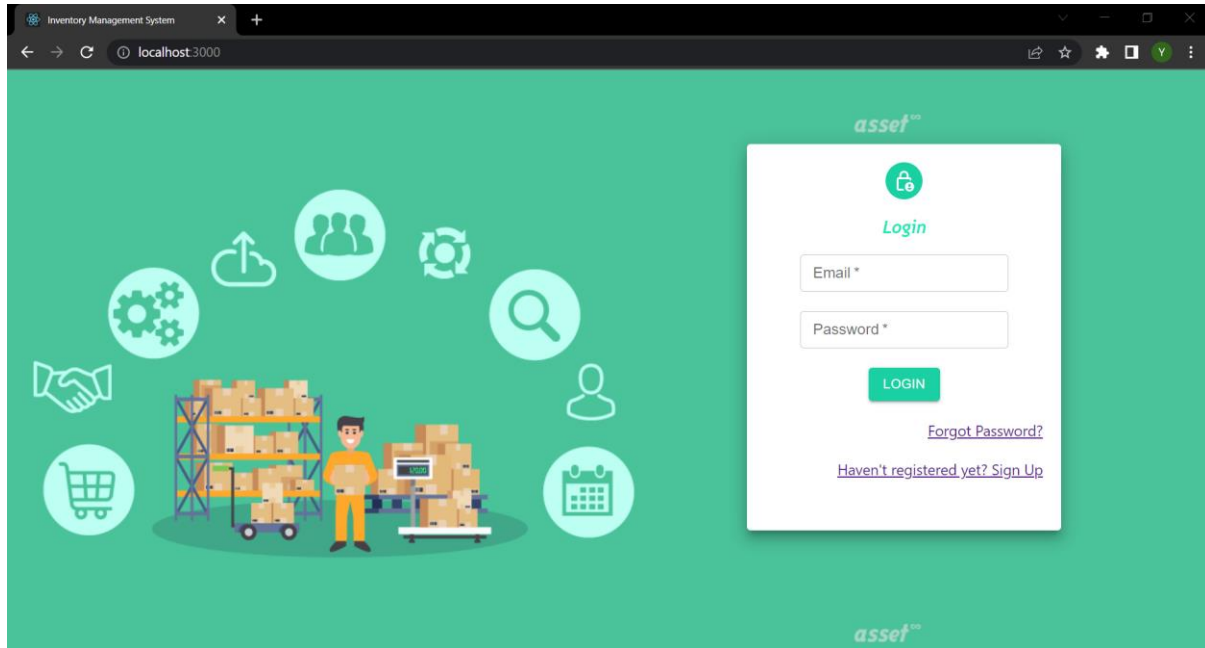 Inventory Management System
localhost:3000
Y
asset∞
Login
Email *
Password *
LOGIN
Forgot Password?
Haven't registered yet? Sign Up
asset∞